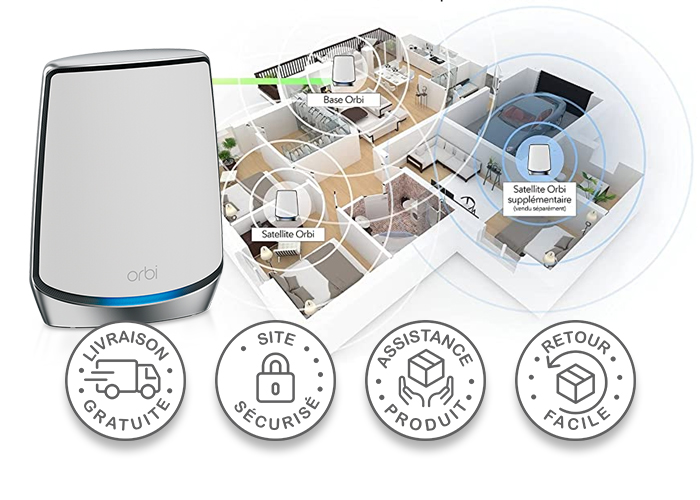 Base Orbi
Satellite Orbi
supplémentaire
(vendu séparément)
Satellite Orbi
orbi
LIVRAISON
GRATUITE
SITE
SÉCURISÉ
ASSISTANCE
PRODUIT
RETOUR
FACILE